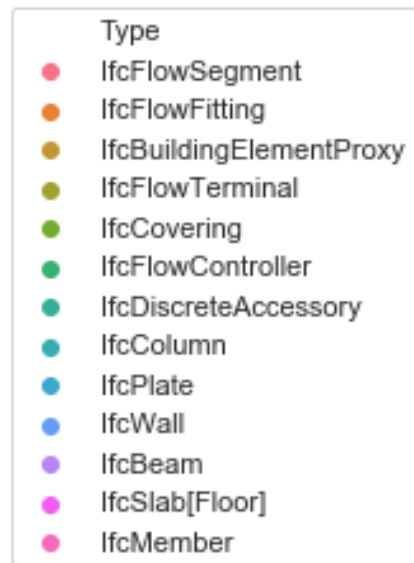 Type
IfcFlowSegment
IfcFlowFitting
IfcBuildingElementProxy
IfcFlowTerminal
IfcCovering
IfcFlowController
IfcDiscreteAccessory
IfcColumn
IfcPlate
IfcWall
IfcBeam
IfcSlab[Floor]
IfcMember